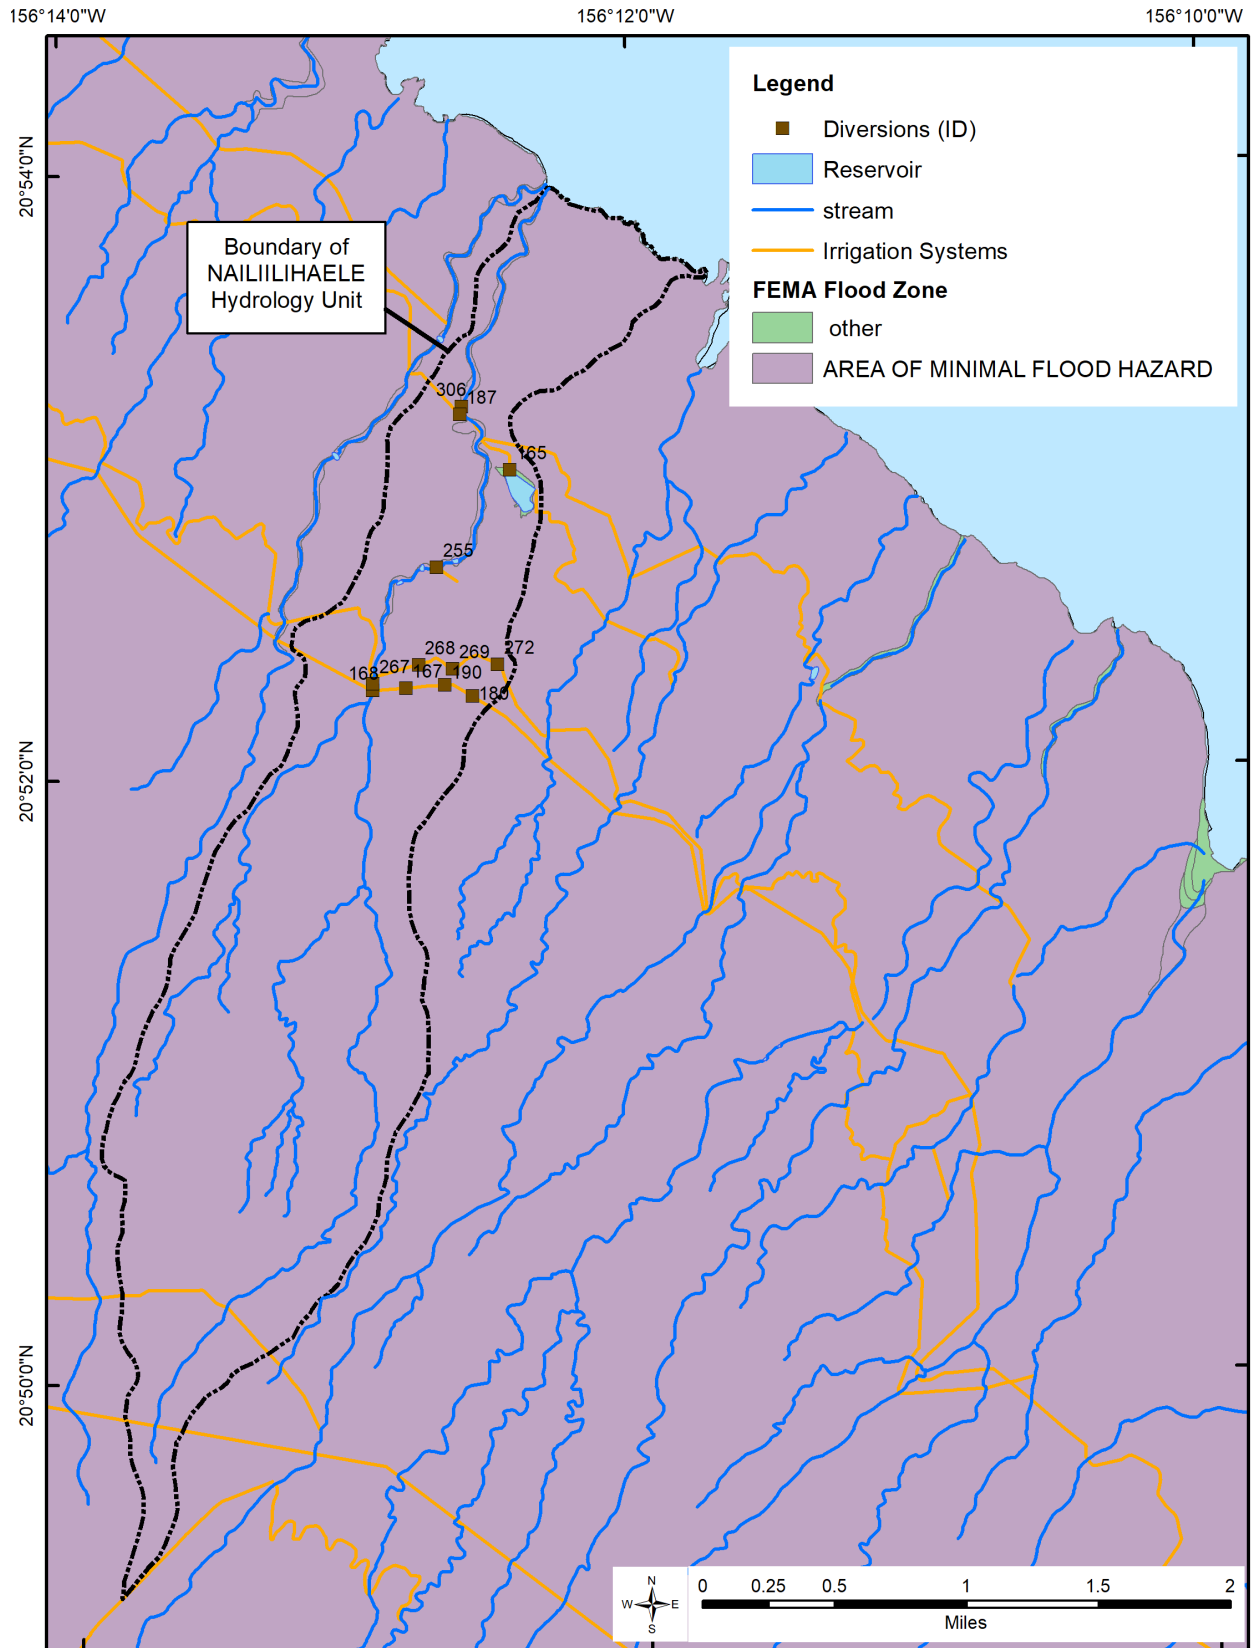 156°14'0"W
156°12'0"W
156°10'0"W
20°54'0"N
20°52'0"N
20°50'0"N
Legend
Diversions (ID)
Reservoir
stream
Irrigation Systems
FEMA Flood Zone
other
AREA OF MINIMAL FLOOD HAZARD
Boundary of
NAILIILIHAELE
Hydrology Unit
306
187
165
255
268
269
272
168
267
167
190
180
N
W E
S
0 0.25 0.5 1 1.5 2
Miles